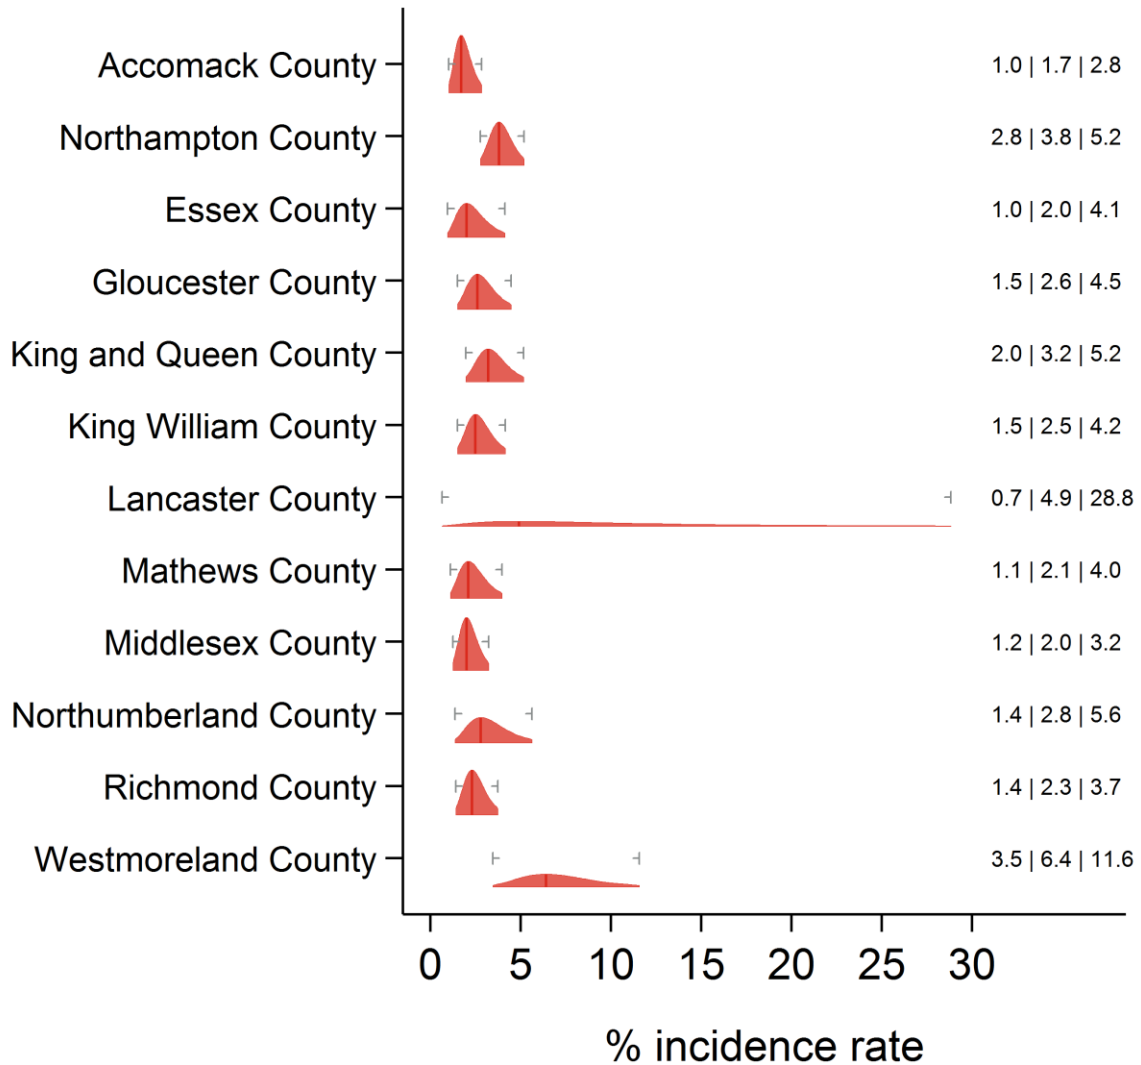 Accomack County 1.0 | 1.7 | 2.8
Northampton County 2.8 | 3.8 | 5.2
Essex County 1.0 | 2.0 | 4.1
Gloucester County 1.5 | 2.6 | 4.5
King and Queen County 2.0 | 3.2 | 5.2
King William County 1.5 | 2.5 | 4.2
Lancaster County 0.7 | 4.9 | 28.8
Mathews County 1.1 | 2.1 | 4.0
Middlesex County 1.2 | 2.0 | 3.2
Northumberland County 1.4 | 2.8 | 5.6
Richmond County 1.4 | 2.3 | 3.7
Westmoreland County 3.5 | 6.4 | 11.6
0 5 10 15 20 25 30
% incidence rate